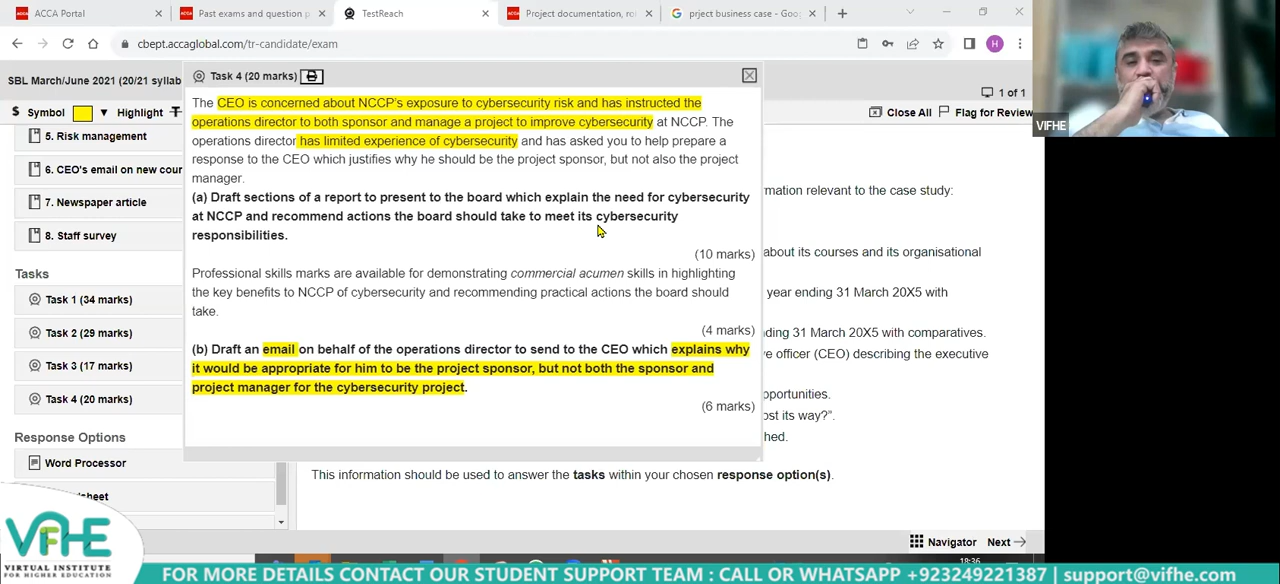 ACCA Portal
Past exams and question p
TestReach
Project documentation, ro
prject business case - Goo
cbept.accaglobal.com/tr-candidate/exam
H
SBL March/June 2021 (20/21 syllab
Task 4 (20 marks)
1 of 1
Symbol
Highlight
Close All
Flag for Review
5. Risk management
6. CEO's email on new cour
7. Newspaper article
8. Staff survey
Tasks
Task 1 (34 marks)
Task 2 (29 marks)
Task 3 (17 marks)
Task 4 (20 marks)
Response Options
Word Processor
The CEO is concerned about NCCP's exposure to cybersecurity risk and has instructed the
operations director to both sponsor and manage a project to improve cybersecurity at NCCP. The
operations director has limited experience of cybersecurity and has asked you to help prepare a
response to the CEO which justifies why he should be the project sponsor, but not also the project
manager.
(a) Draft sections of a report to present to the board which explain the need for cybersecurity
at NCCP and recommend actions the board should take to meet its cybersecurity
responsibilities.
(10 marks)
Professional skills marks are available for demonstrating commercial acumen skills in highlighting
the key benefits to NCCP of cybersecurity and recommending practical actions the board should
take.
(4 marks)
(b) Draft an email on behalf of the operations director to send to the CEO which explains why
it would be appropriate for him to be the project sponsor, but not both the sponsor and
project manager for the cybersecurity project.
(6 marks)
rmation relevant to the case study:
about its courses and its organisational
year ending 31 March 20X5 with
ding 31 March 20X5 with comparatives.
e officer (CEO) describing the executive
portunities.
ost its way?".
hed.
This information should be used to answer the tasks within your chosen response option(s).
Navigator
Next
18:36
VIFHE
VIFHE
VIRTUAL INSTITUTE
FOR HIGHER EDUCATION
FOR MORE DETAILS CONTACT OUR STUDENT SUPPORT TEAM : CALL OR WHATSAPP +923249221387 | support@vifhe.com